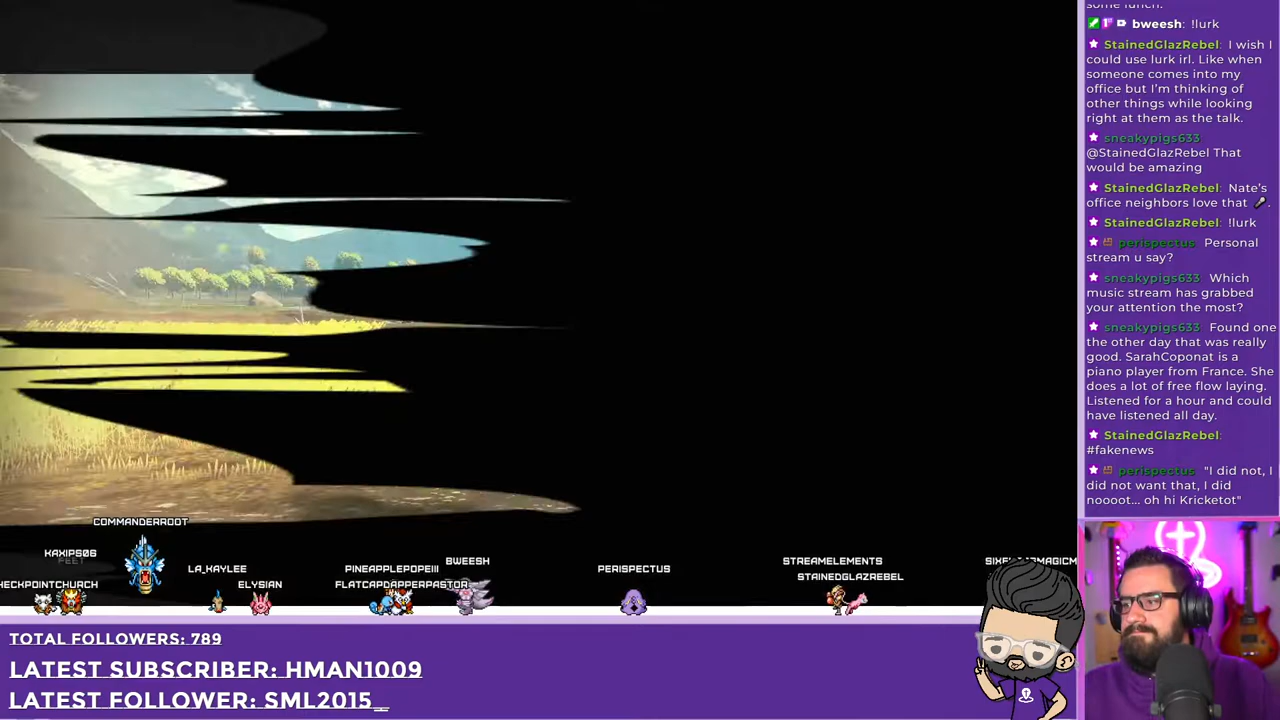 bweesh: !lurk
StainedGlazRebel: I wish I
could use lurk irl. Like when
someone comes into my
office but I'm thinking of
other things while looking
right at them as the talk.
sneakypigs633
@StainedGlazRebel That
would be amazing
StainedGlazRebel: Nate's
office neighbors love that 🎤.
StainedGlazRebel: !lurk
perispectus: Personal
stream u say?
sneakypigs633: Which
music stream has grabbed
your attention the most?
sneakypigs633: Found one
the other day that was really
good. SarahCoponat is a
piano player from France. She
does a lot of free flow laying.
Listened for a hour and could
have listened all day.
StainedGlazRebel:
#fakenews
perispectus: "I did not, I
did not want that, I did
noooot... oh hi Kricketot"
COMMANDERROOT
KAXIPS06
FEET
HECKPOINTCHURCH
LA_KAYLEE
ELYSIAN
PINEAPPLEPOPEIII
FLATCAPDAPPERPASTOR
BWEESH
PERISPECTUS
STREAMELEMENTS
STAINEDGLAZREBEL
TOTAL FOLLOWERS: 789
LATEST SUBSCRIBER: HMAN1009
LATEST FOLLOWER: SML2015_